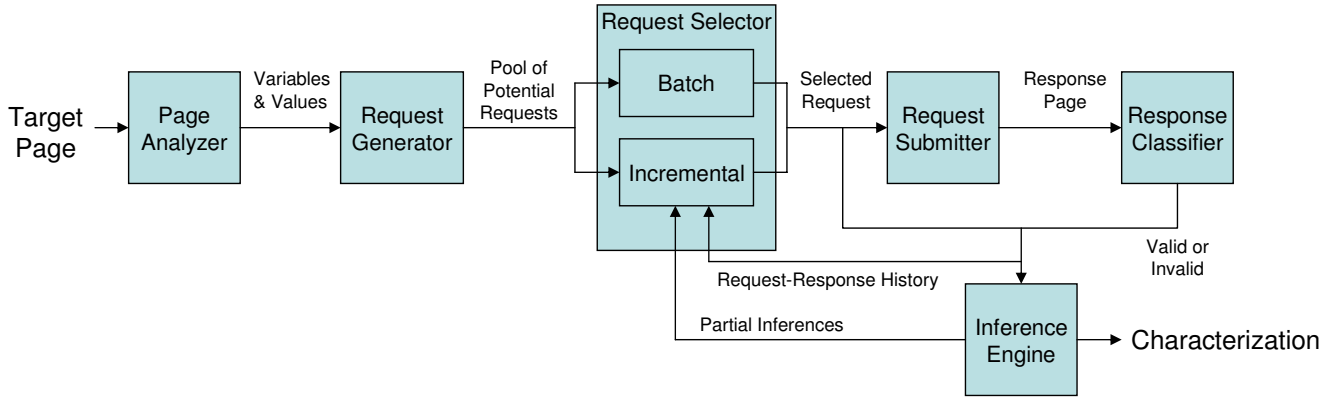 Request Selector
Target
Page
Page
Analyzer
Variables
& Values
Request
Generator
Pool of
Potential
Requests
Batch
Incremental
Selected
Request
Request
Submitter
Response
Page
Response
Classifier
Valid or
Invalid
Request-Response History
Partial Inferences
Inference
Engine
Characterization